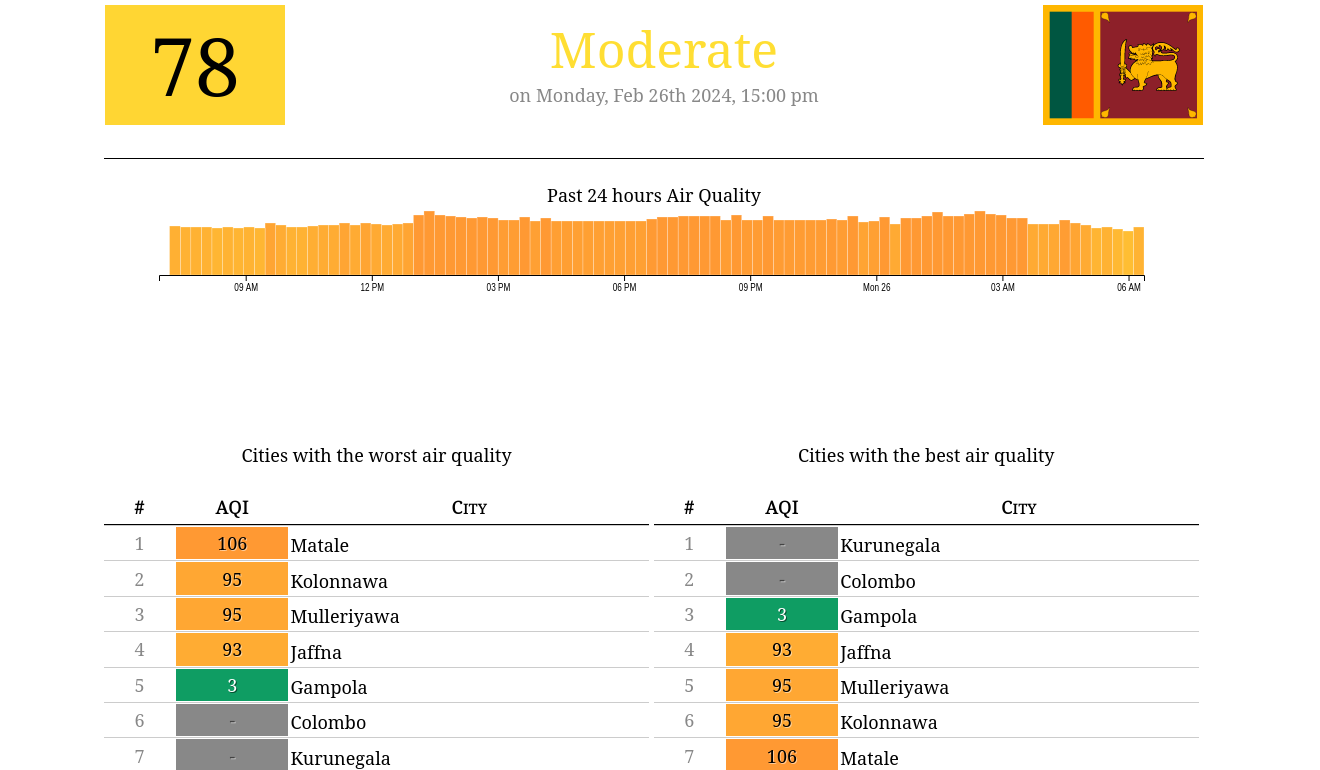 78
Moderate
on Monday, Feb 26th 2024, 15:00 pm
Past 24 hours Air Quality
09 AM 12 PM 03 PM 06 PM 09 PM Mon 26 03 AM 06 AM
Cities with the worst air quality
# AQI City
1 106 Matale
2 95 Kolonnawa
3 95 Mulleriyawa
4 93 Jaffna
5 3 Gampola
6 - Colombo
7 - Kurunegala
Cities with the best air quality
# AQI City
1 - Kurunegala
2 - Colombo
3 3 Gampola
4 93 Jaffna
5 95 Mulleriyawa
6 95 Kolonnawa
7 106 Matale